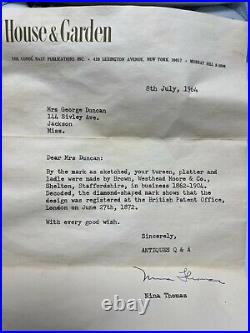 House & Garden
THE CONDÉ NAST PUBLICATIONS INC. • 420 LEXINGTON AVENUE, NEW YORK 10017 • MURRAY HILL
8th July, 1964
Mrs George Duncan
144 Sivley Ave.
Jackson
Miss.
Dear Mrs Duncan:
By the mark as sketched, your tureen, platter and
ladle were made by Brown, Westhead Moore & Co.,
Shelton, Staffordshire, in business 1862-1904.
Decoded, the diamond-shaped mark shows that
the design was registered at the British Patent Office,
London on June 27th, 1872.
With every good wish.
Sincerely,
ANTIQUES Q & A
Nina Thomas
Nina Thomas